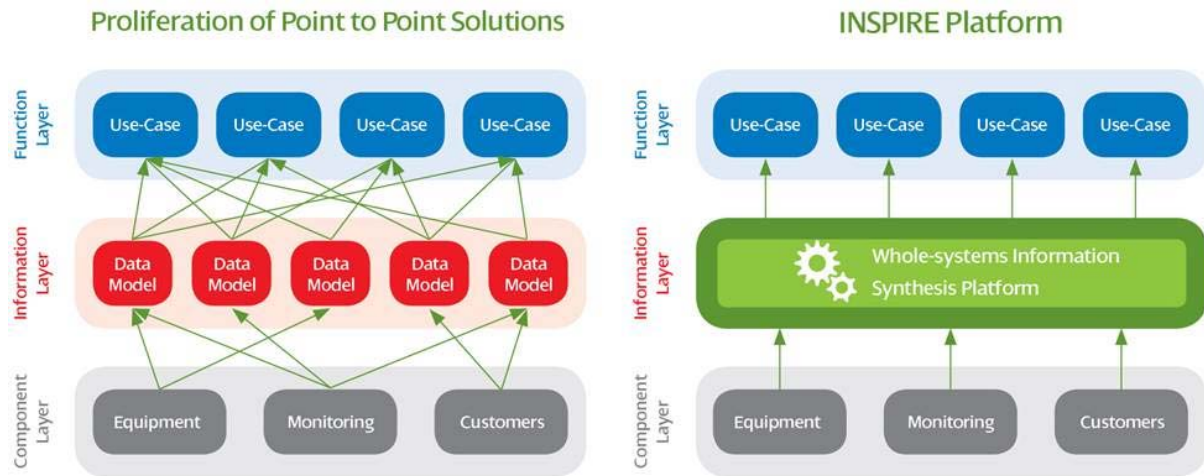 Proliferation of Point to Point Solutions
Function
Layer
Use-Case
Use-Case
Use-Case
Use-Case
Information
Layer
Data
Model
Data
Model
Data
Model
Data
Model
Data
Model
Component
Layer
Equipment
Monitoring
Customers
INSPIRE Platform
Function
Layer
Use-Case
Use-Case
Use-Case
Use-Case
Information
Layer
Whole-systems Information
Synthesis Platform
Component
Layer
Equipment
Monitoring
Customers